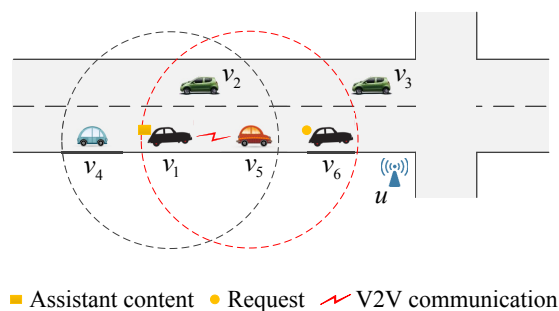 v2
v3
v4
v1
v5
v6
u
Assistant content Request V2V communication